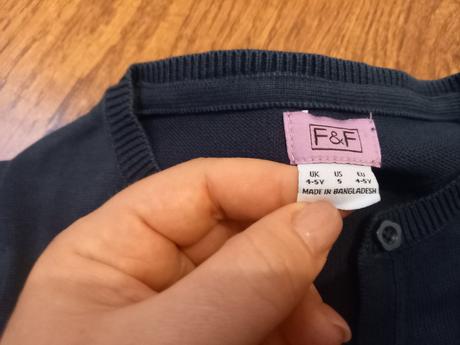 F&F
UK US EU
4-5Y 5 4-5Y
MADE IN BANGLADESH